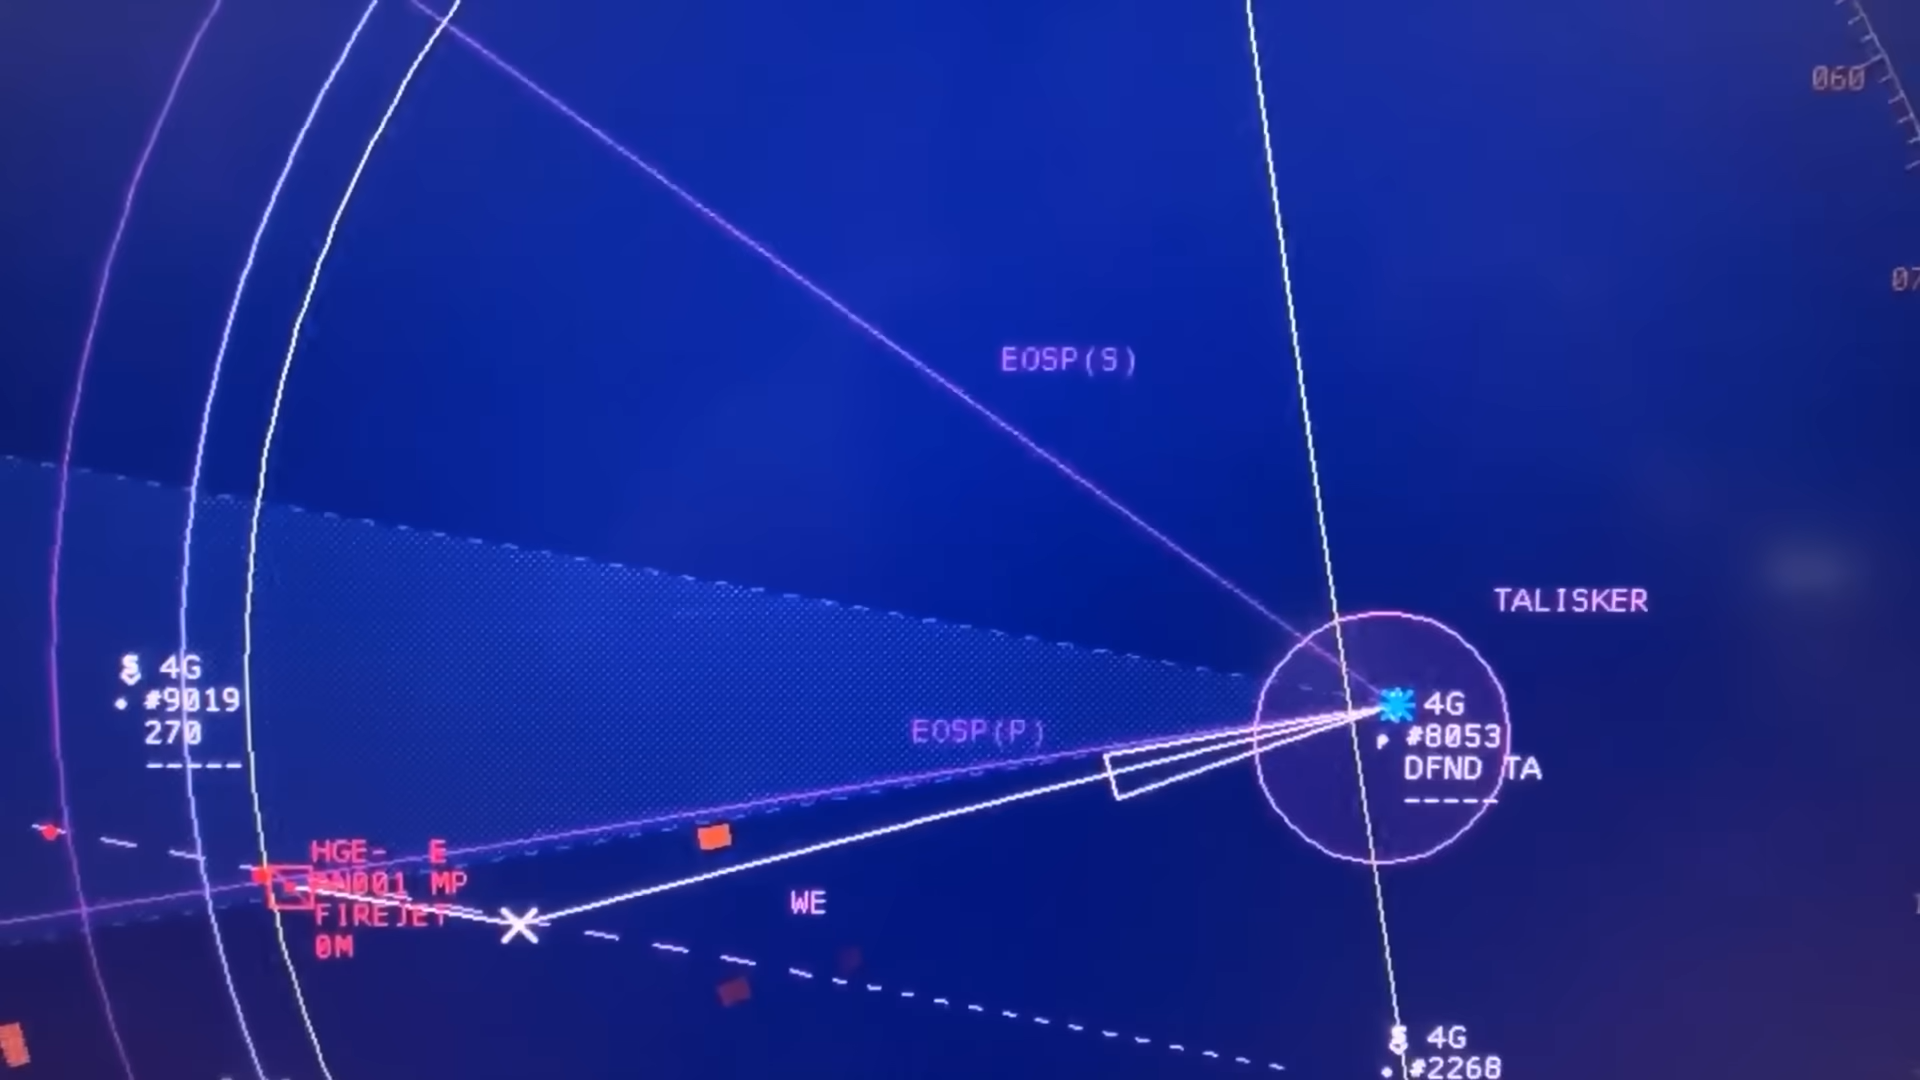 060
07
EOSP(S)
TALISKER
4G
#9019
270
-----
4G
#8053
DFND TA
-----
EOSP(P)
HGE- E
MP
FIREJET
0M
WE
4G
#2268